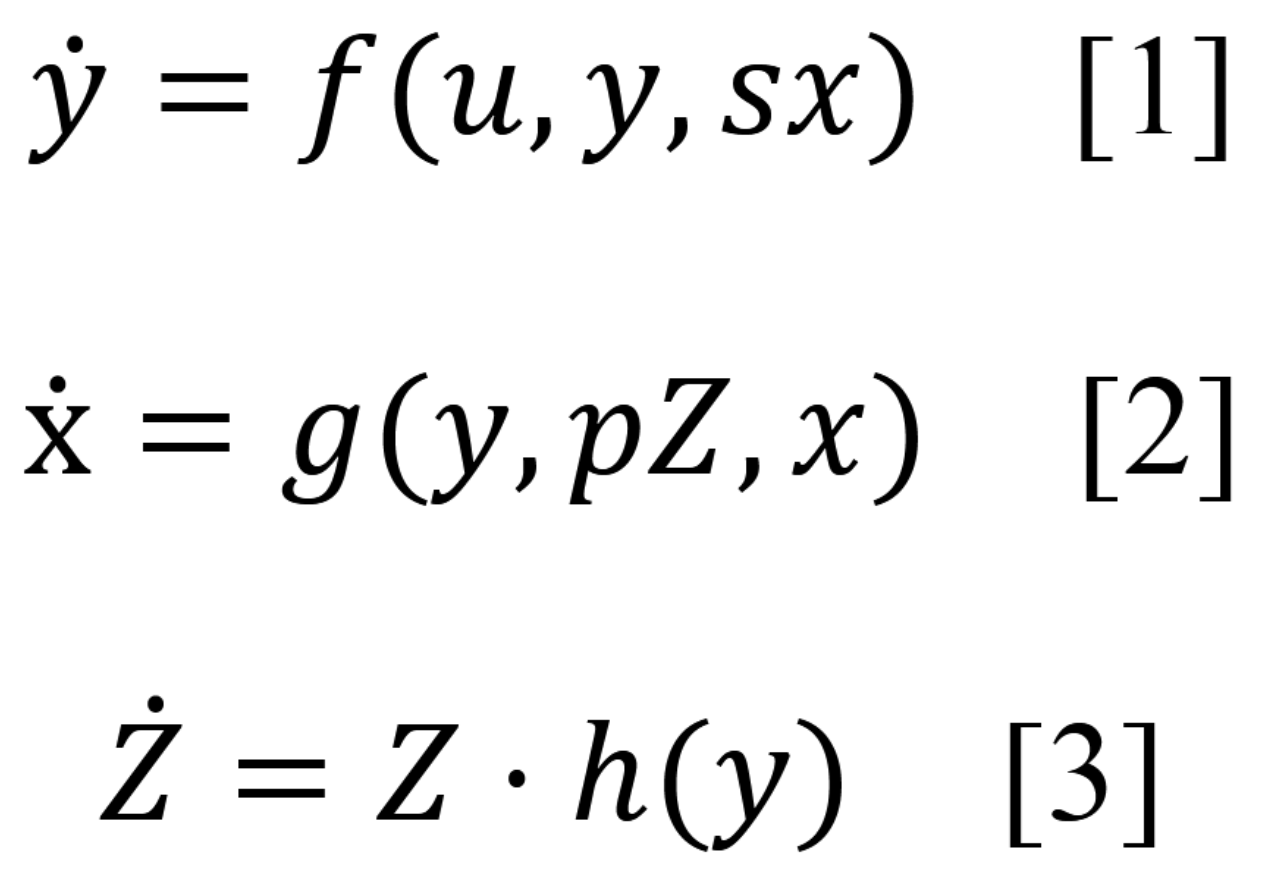 ẏ = f(u, y, sx) [1]
ẋ = g(y, pZ, x) [2]
Ż = Z · h(y) [3]